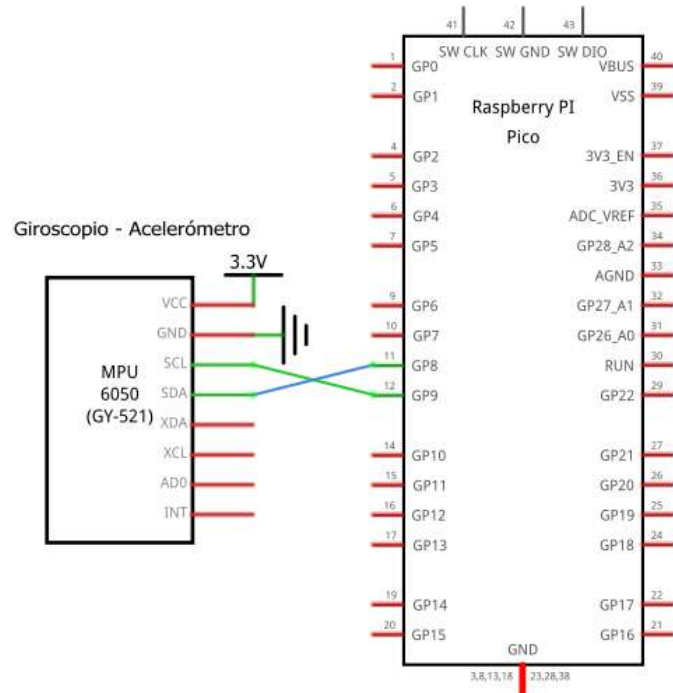 41 42 43
SW CLK SW GND SW DIO
1 GP0 VBUS 40
2 GP1 VSS 39
Raspberry PI
Pico
4 GP2 3V3_EN 37
5 GP3 3V3 36
6 GP4 ADC_VREF 35
7 GP5 GP28_A2 34
AGND 33
9 GP6 GP27_A1 32
10 GP7 GP26_A0 31
11 GP8 RUN 30
12 GP9 GP22 29
14 GP10 GP21 27
15 GP11 GP20 26
16 GP12 GP19 25
17 GP13 GP18 24
19 GP14 GP17 22
20 GP15 GP16 21
GND
3,8,13,18 23,28,38
Giroscopio - Acelerómetro
3.3V
VCC
GND
SCL
SDA
XDA
XCL
AD0
INT
MPU
6050
(GY-521)